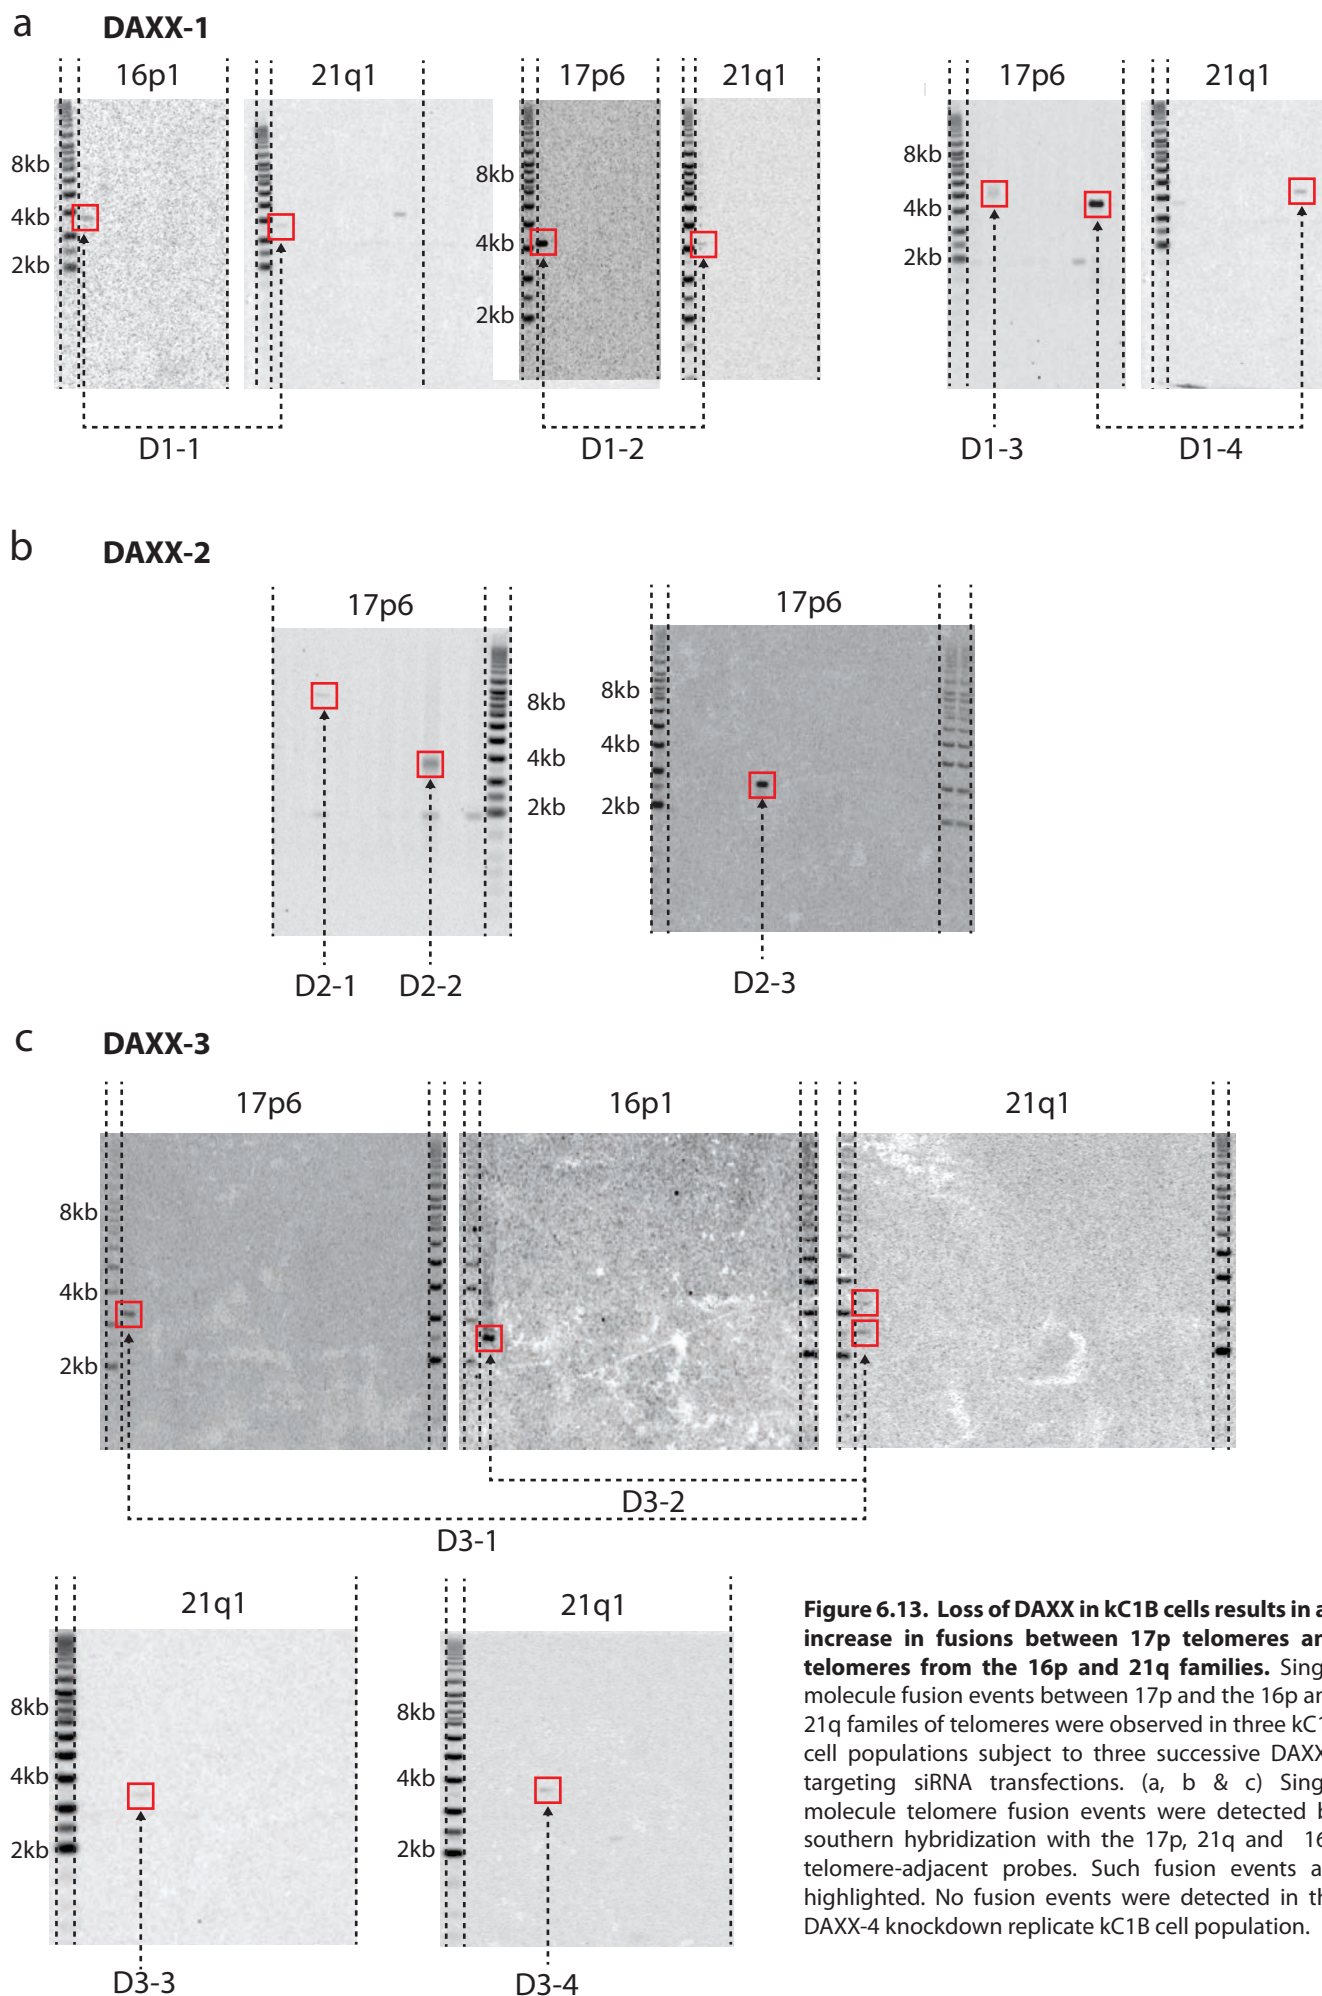 a DAXX-1
16p1 21q1 17p6 21q1 17p6 21q1
8kb
4kb
2kb
8kb
4kb
2kb
8kb
4kb
2kb
D1-1 D1-2 D1-3 D1-4
b DAXX-2
17p6 17p6
8kb
4kb
2kb
8kb
4kb
2kb
D2-1 D2-2 D2-3
c DAXX-3
17p6 16p1 21q1
8kb
4kb
2kb
D3-2
D3-1
21q1 21q1
8kb
4kb
2kb
8kb
4kb
2kb
D3-3 D3-4
Figure 6.13. Loss of DAXX in kC1B cells results in a
increase in fusions between 17p telomeres an
telomeres from the 16p and 21q families. Sing
molecule fusion events between 17p and the 16p an
21q familes of telomeres were observed in three kC1
cell populations subject to three successive DAXX
targeting siRNA transfections. (a, b & c) Sing
molecule telomere fusion events were detected b
southern hybridization with the 17p, 21q and 16
telomere-adjacent probes. Such fusion events a
highlighted. No fusion events were detected in th
DAXX-4 knockdown replicate kC1B cell population.